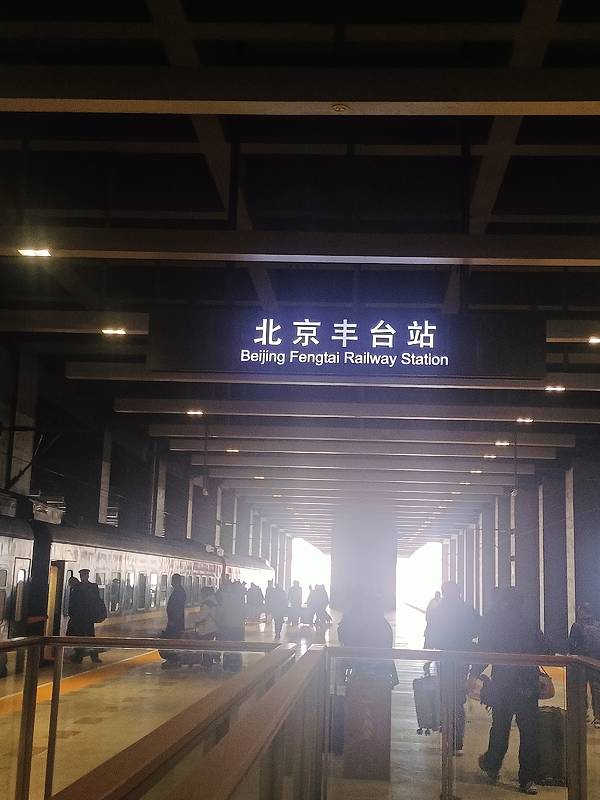 北京丰台站
Beijing Fengtai Railway Station